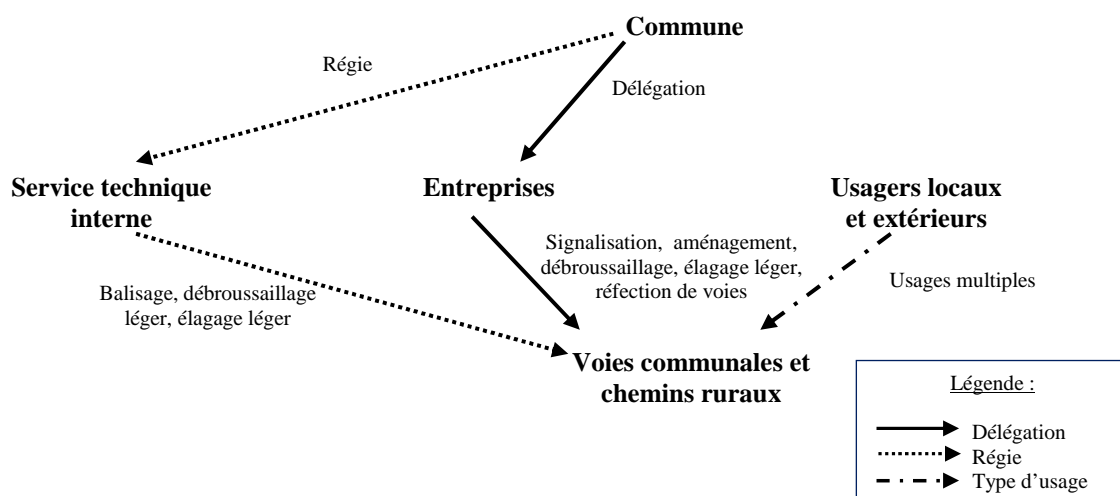 Commune
Régie
Délégation
Service technique
interne
Entreprises
Usagers locaux
et extérieurs
Signalisation, aménagement,
débroussaillage, élagage léger,
réfection de voies
Balisage, débroussaillage
léger, élagage léger
Usages multiples
Voies communales et
chemins ruraux
Légende :
Délégation
Régie
Type d'usage